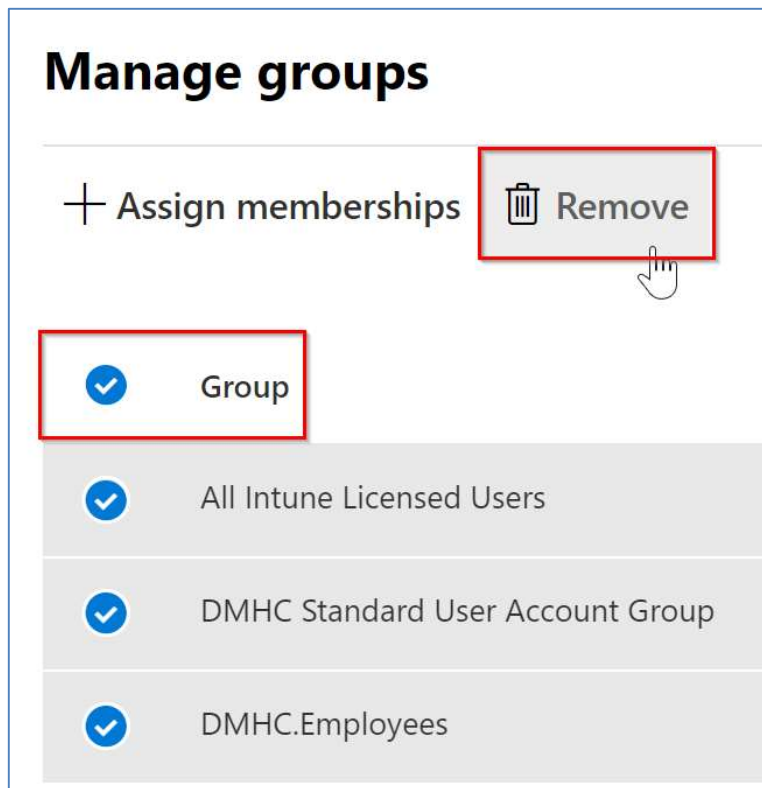 Manage groups
Assign memberships Remove
Group
All Intune Licensed Users
DMHC Standard User Account Group
DMHC.Employees